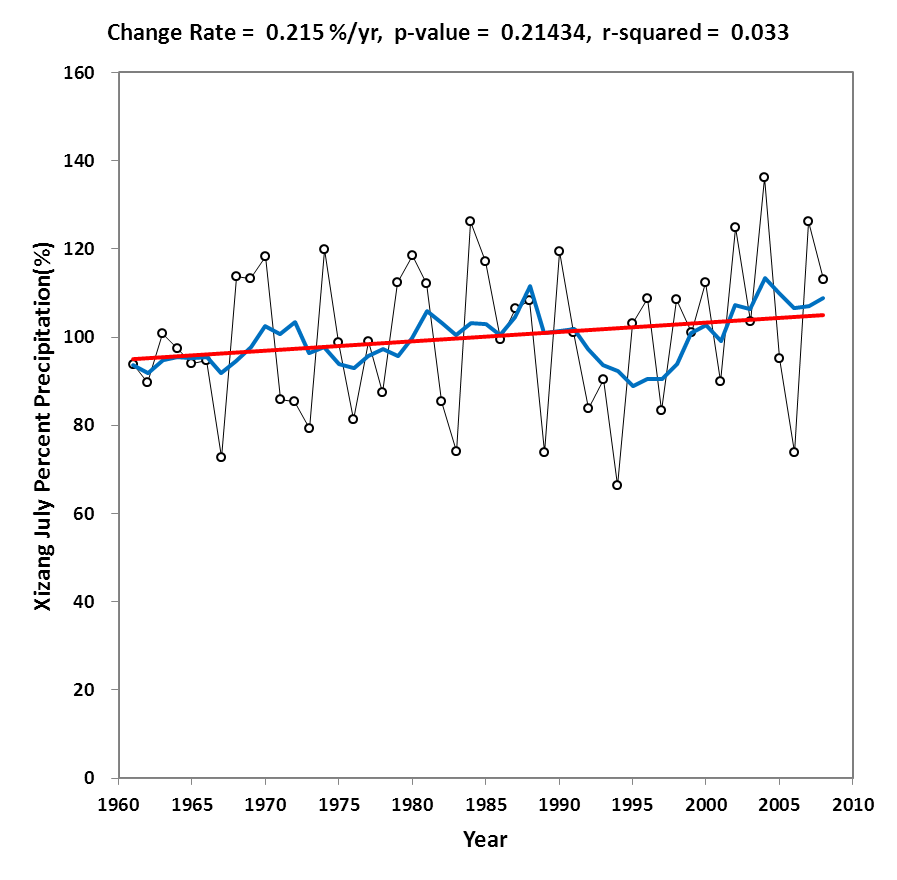 Change Rate = 0.215 %/yr, p-value = 0.21434, r-squared = 0.033
160
140
120
100
80
60
40
20
0
Xizang July Percent Precipitation(%)
1960 1965 1970 1975 1980 1985 1990 1995 2000 2005 2010
Year